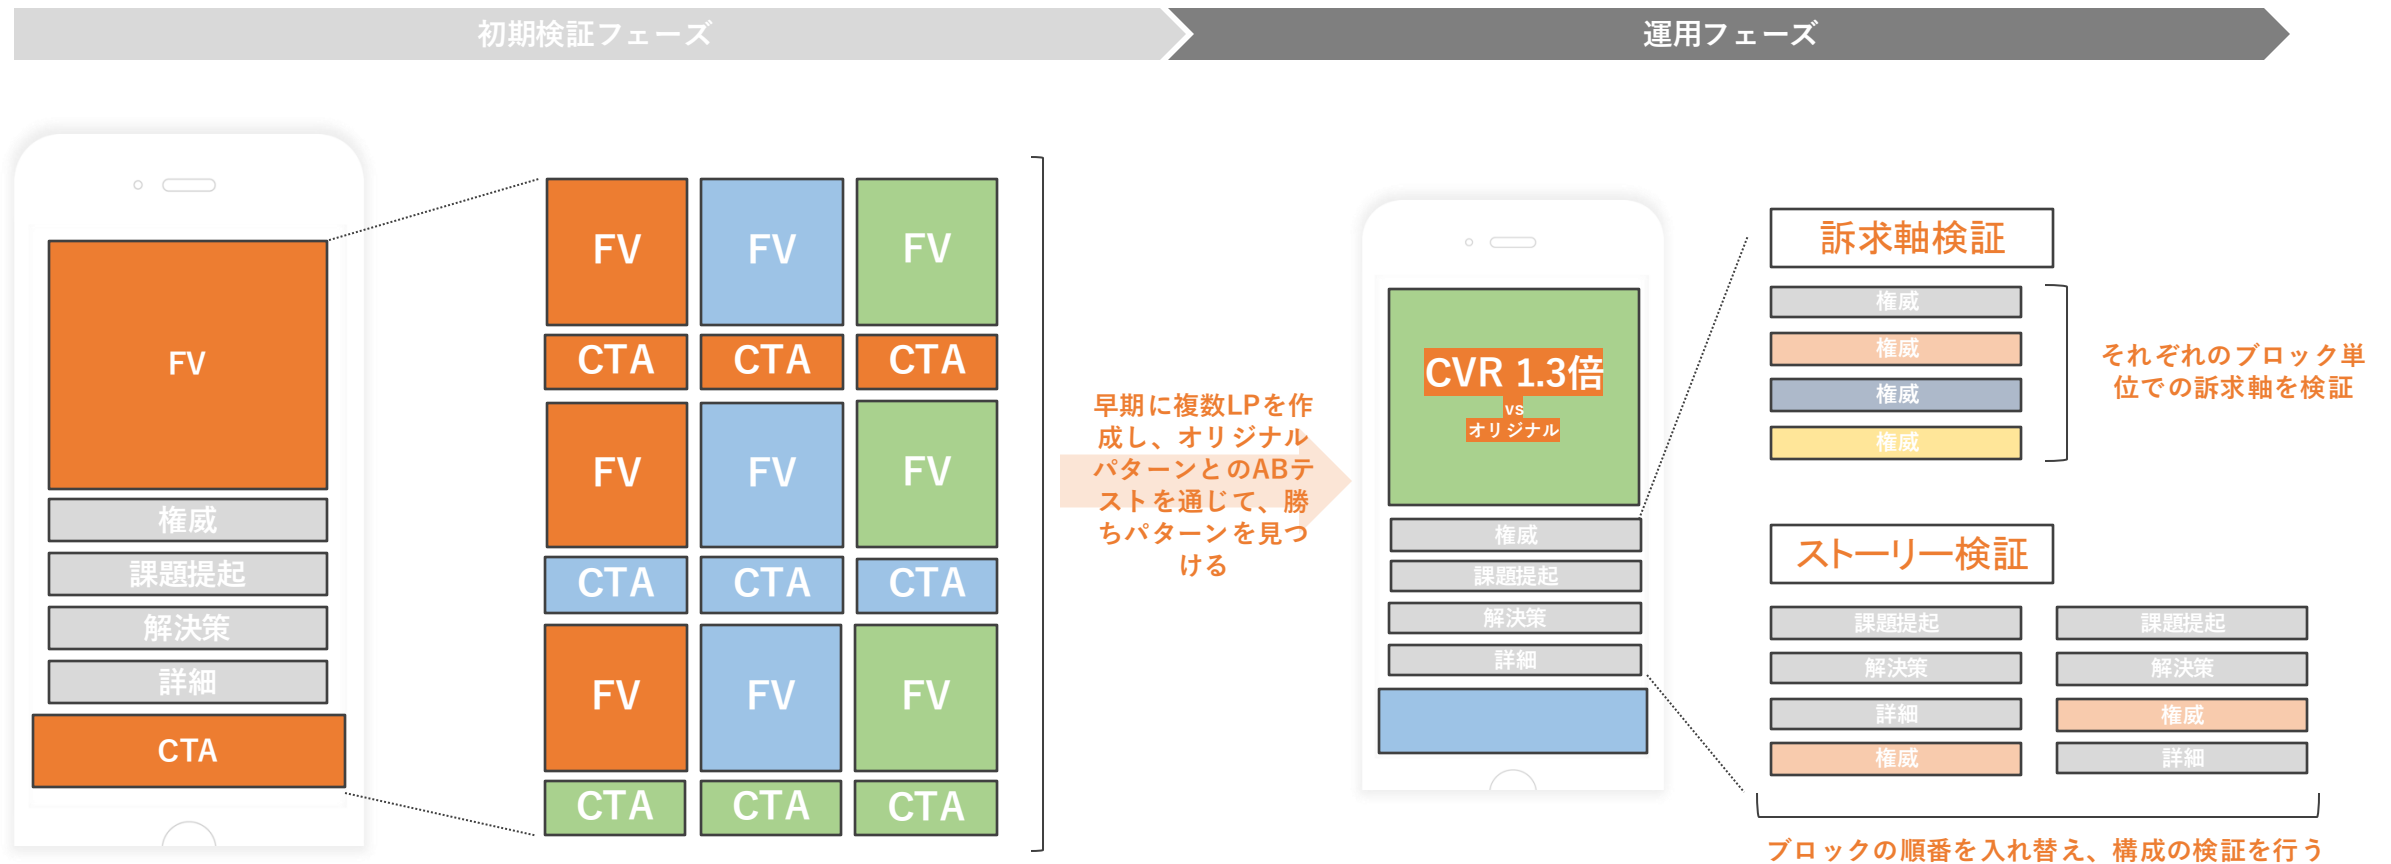 初期検証フェーズ
運用フェーズ
FV
権威
課題提起
解決策
詳細
CTA
FV FV FV
CTA CTA CTA
FV FV FV
CTA CTA CTA
FV FV FV
CTA CTA CTA
早期に複数LPを作
成し、オリジナル
パターンとのABテ
ストを通じて、勝
ちパターンを見つ
ける
CVR 1.3倍
vs
オリジナル
権威
課題提起
解決策
詳細
訴求軸検証
権威
権威
権威
権威
それぞれのブロック単
位での訴求軸を検証
ストーリー検証
課題提起 課題提起
解決策 解決策
詳細 権威
権威 詳細
ブロックの順番を入れ替え、構成の検証を行う